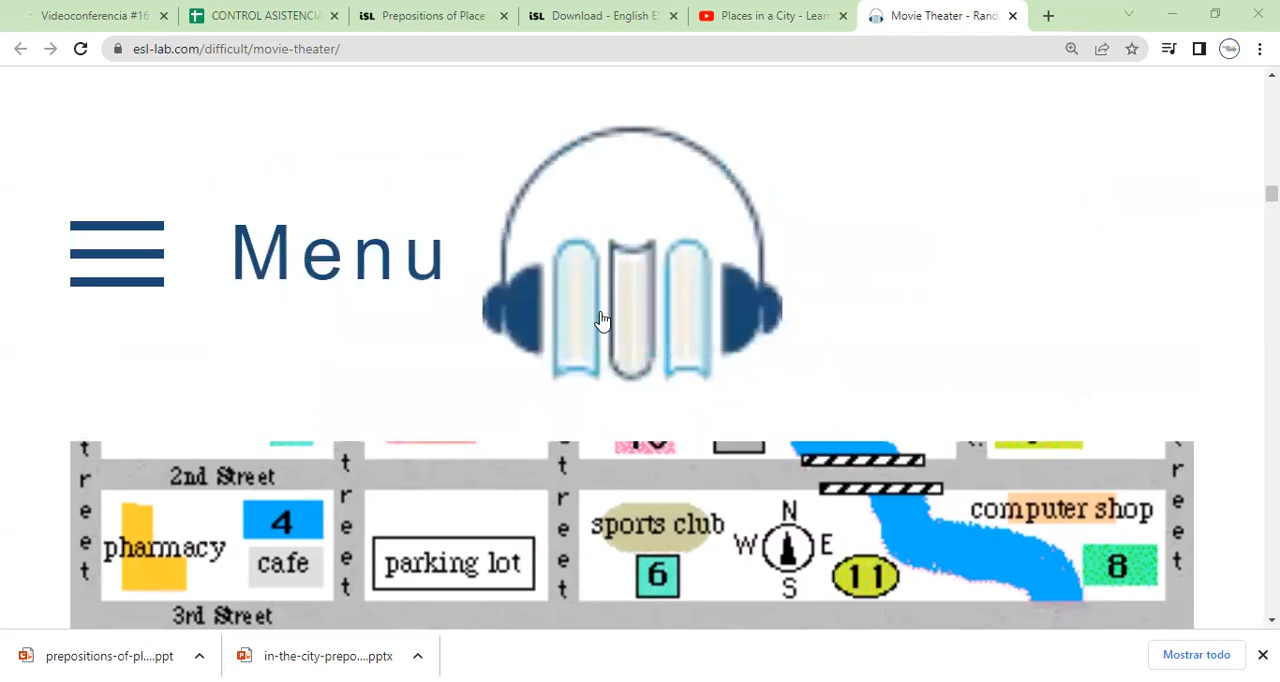 Videoconferencia #16
CONTROL ASISTENCIA
iSL Prepositions of Place
iSL Download - English E
Places in a City - Learn
Movie Theater - Rand
esl-lab.com/difficult/movie-theater/
Menu
2nd Street
pharmacy
4
cafe
parking lot
sports club
6
N
W E
S
11
computer shop
8
3rd Street
prepositions-of-pl....ppt
in-the-city-prepo....pptx
Mostrar todo